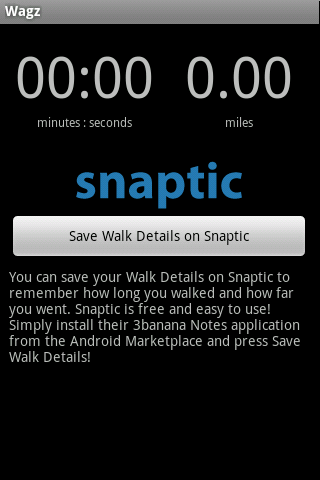 Wagz
00:00 0.00
minutes : seconds miles
snaptic
Save Walk Details on Snaptic
You can save your Walk Details on Snaptic to
remember how long you walked and how far
you went. Snaptic is free and easy to use!
Simply install their 3banana Notes application
from the Android Marketplace and press Save
Walk Details!